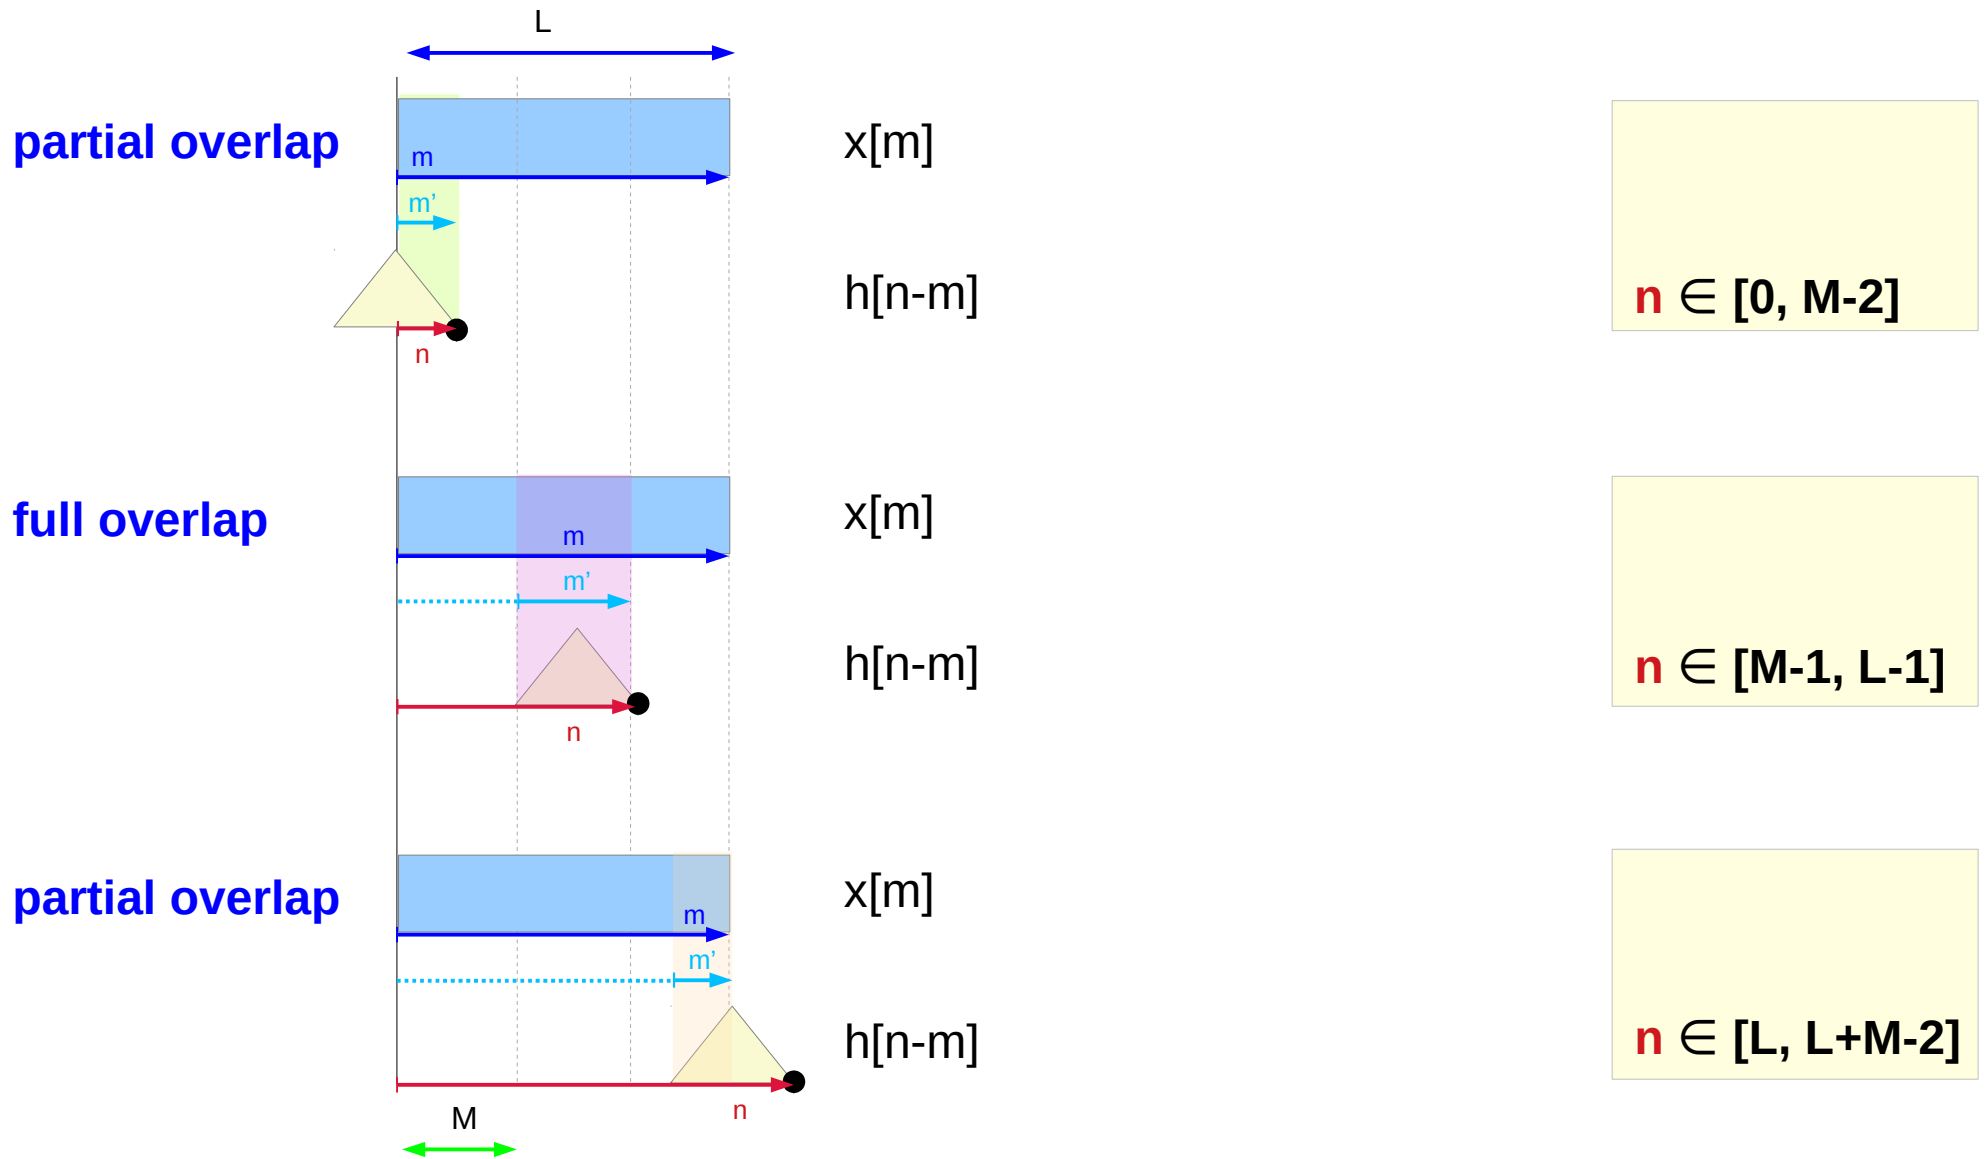 L
partial overlap
m
x[m]
m’
h[n-m]
n ∈ [0, M-2]
n
full overlap
m
x[m]
m’
h[n-m]
n ∈ [M-1, L-1]
n
partial overlap
m
x[m]
m’
h[n-m]
n ∈ [L, L+M-2]
n
M